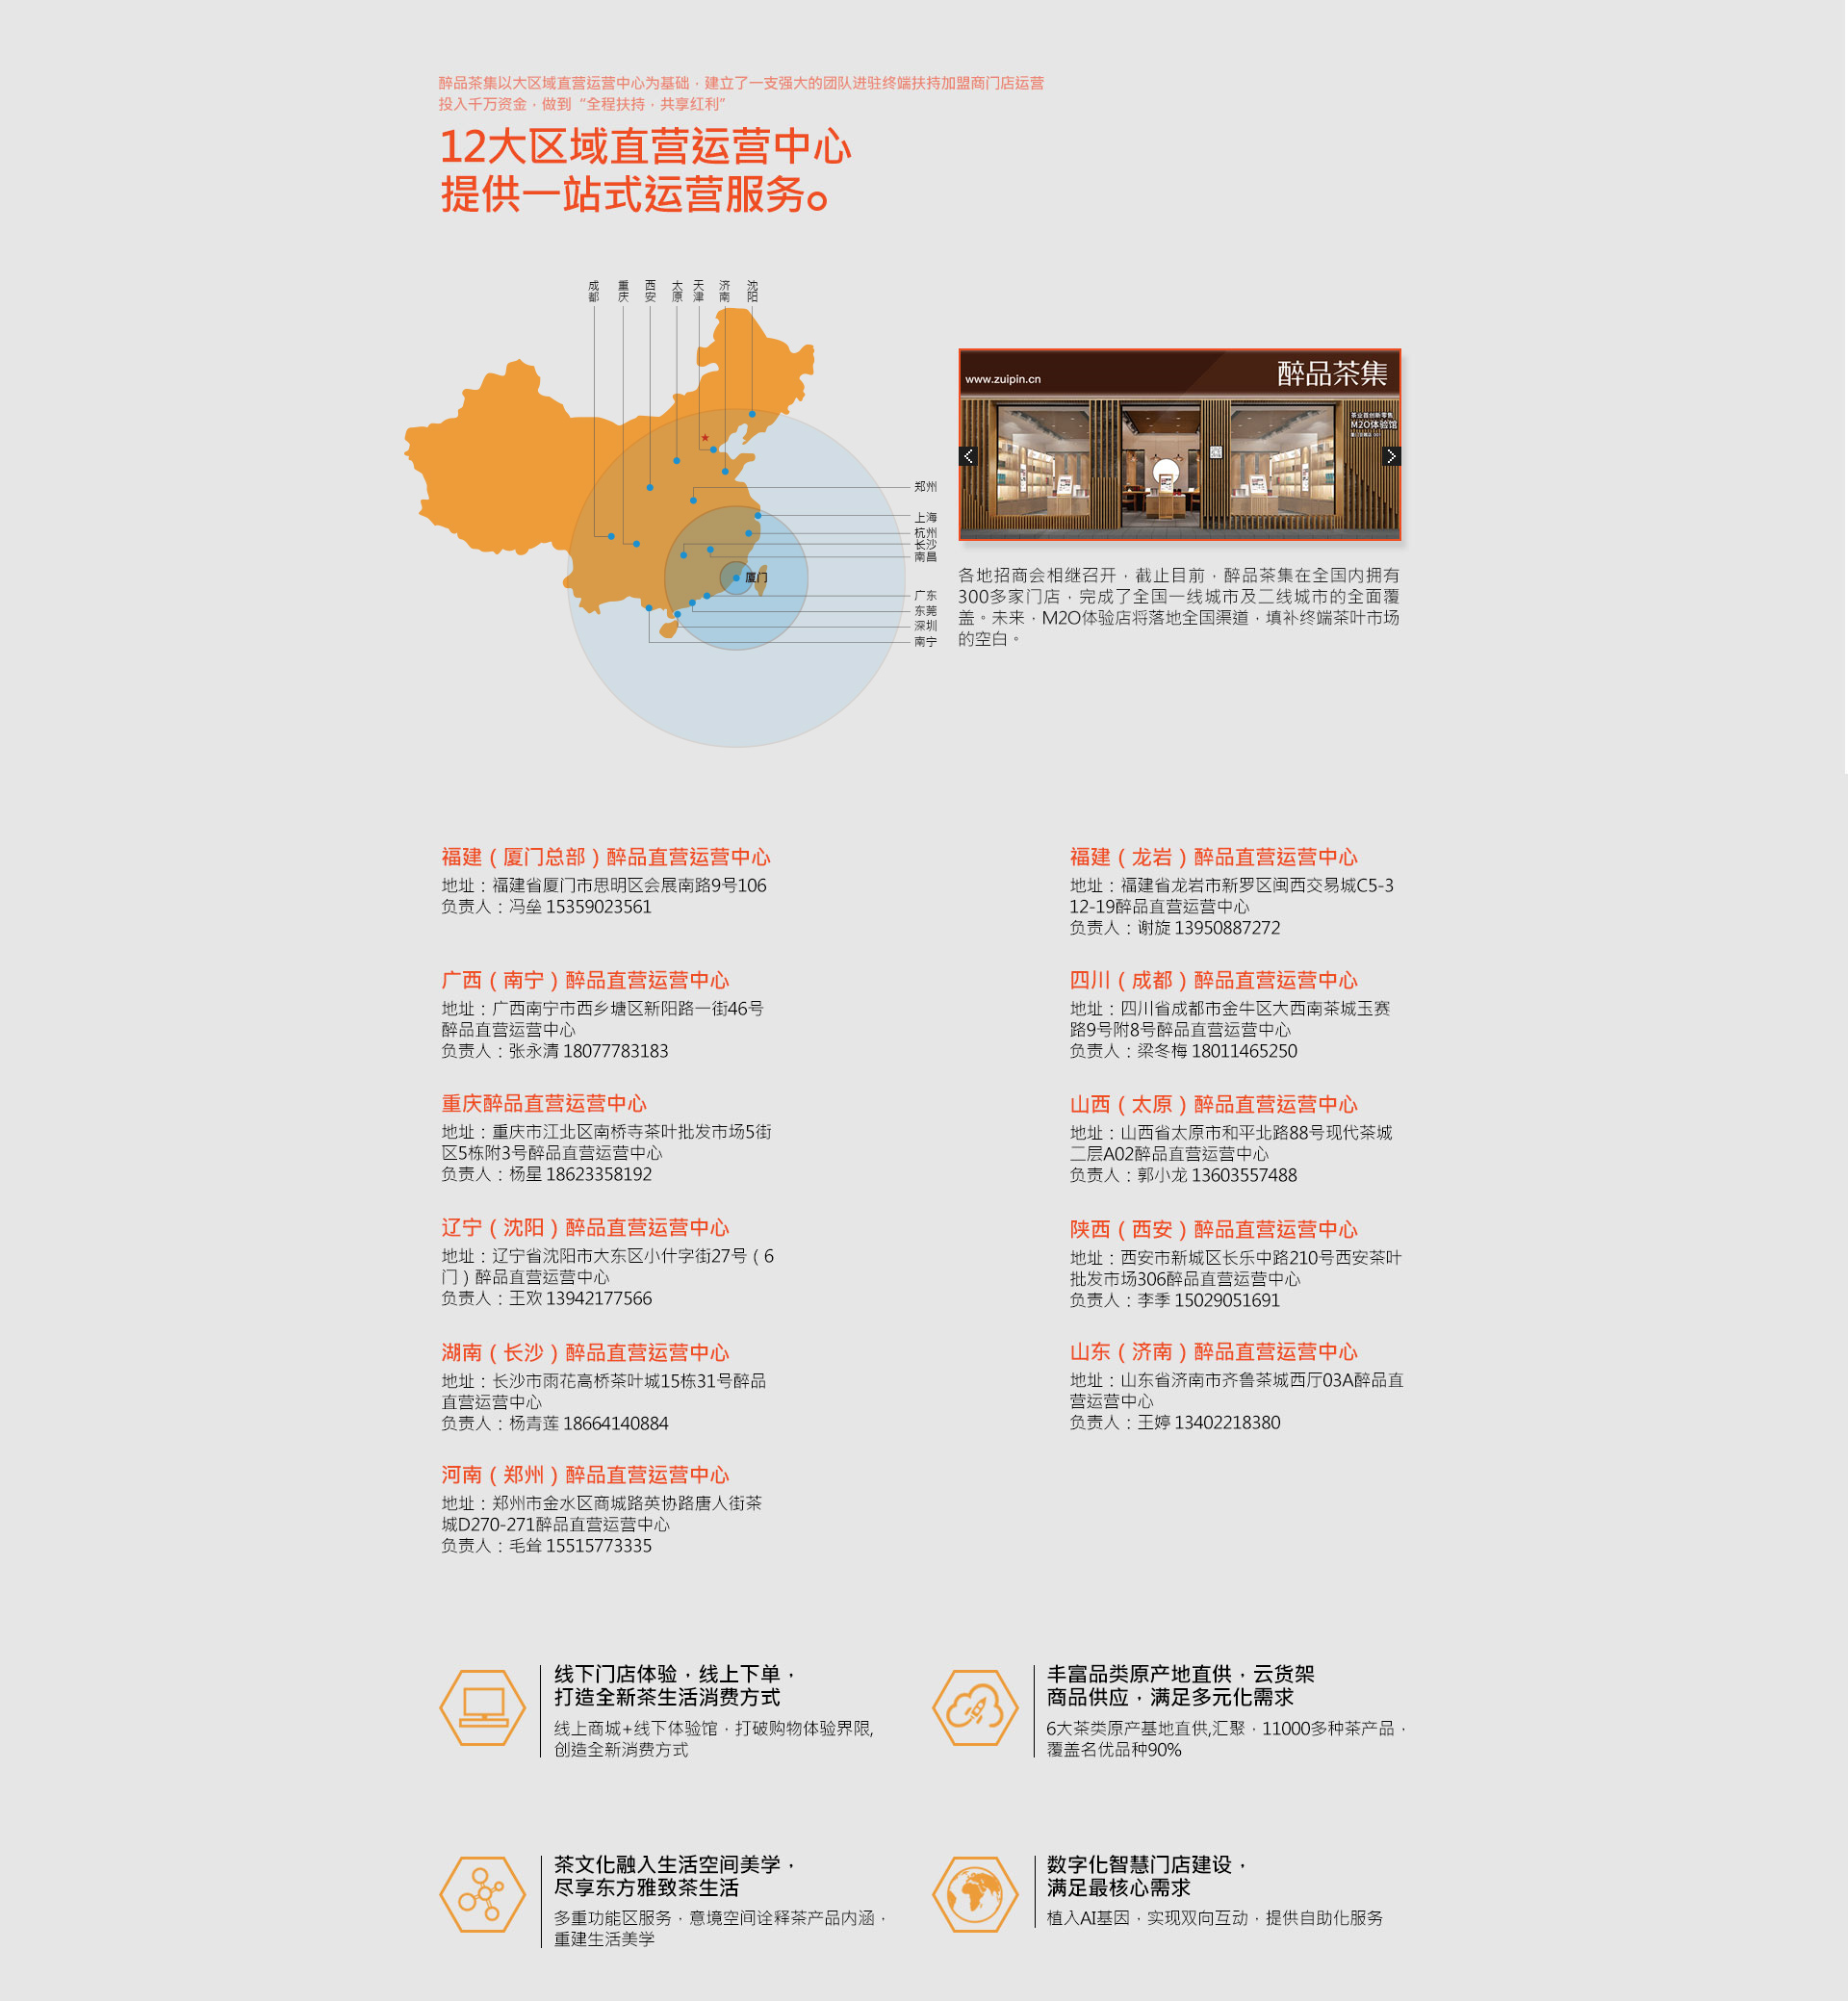 醉品茶集以大区域直营运营中心为基础，建立了一支强大的团队进驻终端扶持加盟商门店运营
投入千万资金，做到“全程扶持，共享红利”
12大区域直营运营中心
提供一站式运营服务。
成都
重庆
西安
太原
天津
济南
沈阳
郑州
上海
杭州
长沙
南昌
厦门
广东
东莞
深圳
南宁
www.zuipin.cn
醉品茶集
茶业首创新零售
M2O体验馆
各地招商会相继召开，截止目前，醉品茶集在全国内拥有
300多家门店，完成了全国一线城市及二线城市的全面覆
盖。未来，M2O体验店将落地全国渠道，填补终端茶叶市场
的空白。
福建（厦门总部）醉品直营运营中心
地址：福建省厦门市思明区会展南路9号106
负责人：冯垒 15359023561
福建（龙岩）醉品直营运营中心
地址：福建省龙岩市新罗区闽西交易城C5-3
12-19醉品直营运营中心
负责人：谢旋 13950887272
广西（南宁）醉品直营运营中心
地址：广西南宁市西乡塘区新阳路一街46号
醉品直营运营中心
负责人：张永清 18077783183
四川（成都）醉品直营运营中心
地址：四川省成都市金牛区大西南茶城玉赛
路9号附8号醉品直营运营中心
负责人：梁冬梅 18011465250
重庆醉品直营运营中心
地址：重庆市江北区南桥寺茶叶批发市场5街
区5栋附3号醉品直营运营中心
负责人：杨星 18623358192
山西（太原）醉品直营运营中心
地址：山西省太原市和平北路88号现代茶城
二层A02醉品直营运营中心
负责人：郭小龙 13603557488
辽宁（沈阳）醉品直营运营中心
地址：辽宁省沈阳市大东区小什字街27号（6
门）醉品直营运营中心
负责人：王欢 13942177566
陕西（西安）醉品直营运营中心
地址：西安市新城区长乐中路210号西安茶叶
批发市场306醉品直营运营中心
负责人：李季 15029051691
湖南（长沙）醉品直营运营中心
地址：长沙市雨花高桥茶叶城15栋31号醉品
直营运营中心
负责人：杨青莲 18664140884
山东（济南）醉品直营运营中心
地址：山东省济南市齐鲁茶城西厅03A醉品直
营运营中心
负责人：王婷 13402218380
河南（郑州）醉品直营运营中心
地址：郑州市金水区商城路英协路唐人街茶
城D270-271醉品直营运营中心
负责人：毛耸 15515773335
线下门店体验，线上下单，
打造全新茶生活消费方式
线上商城+线下体验馆，打破购物体验界限,
创造全新消费方式
丰富品类原产地直供，云货架
商品供应，满足多元化需求
6大茶类原产基地直供,汇聚，11000多种茶产品，
覆盖名优品种90%
茶文化融入生活空间美学，
尽享东方雅致茶生活
多重功能区服务，意境空间诠释茶产品内涵，
重建生活美学
数字化智慧门店建设，
满足最核心需求
植入AI基因，实现双向互动，提供自助化服务